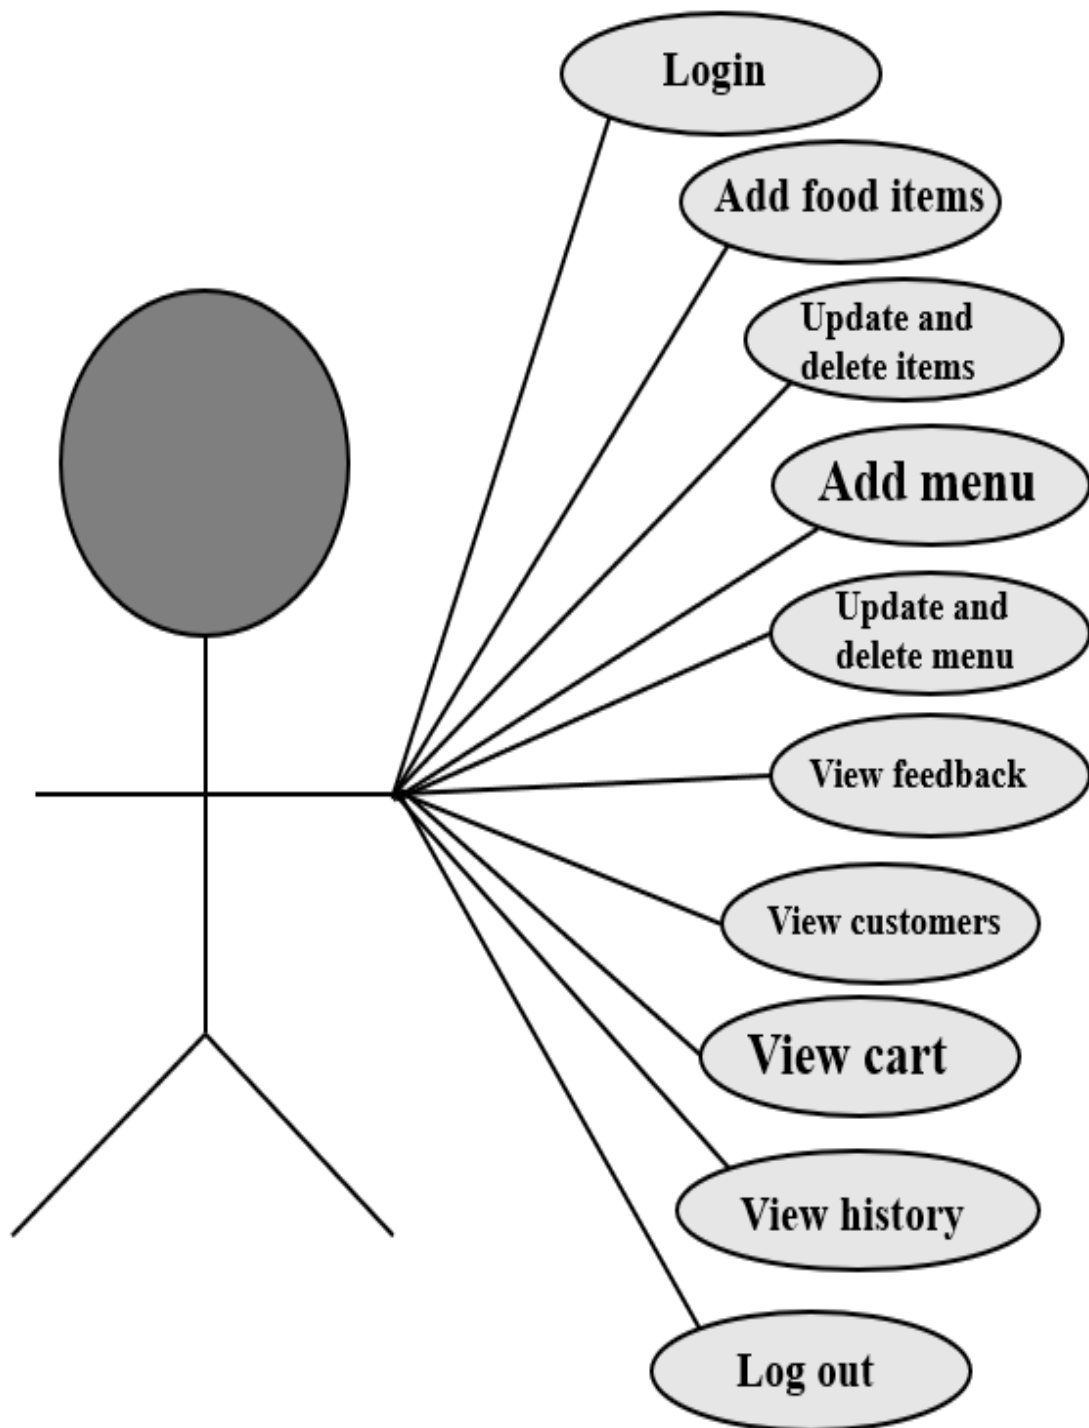 Login
Add food items
Update and
delete items
Add menu
Update and
delete menu
View feedback
View customers
View cart
View history
Log out